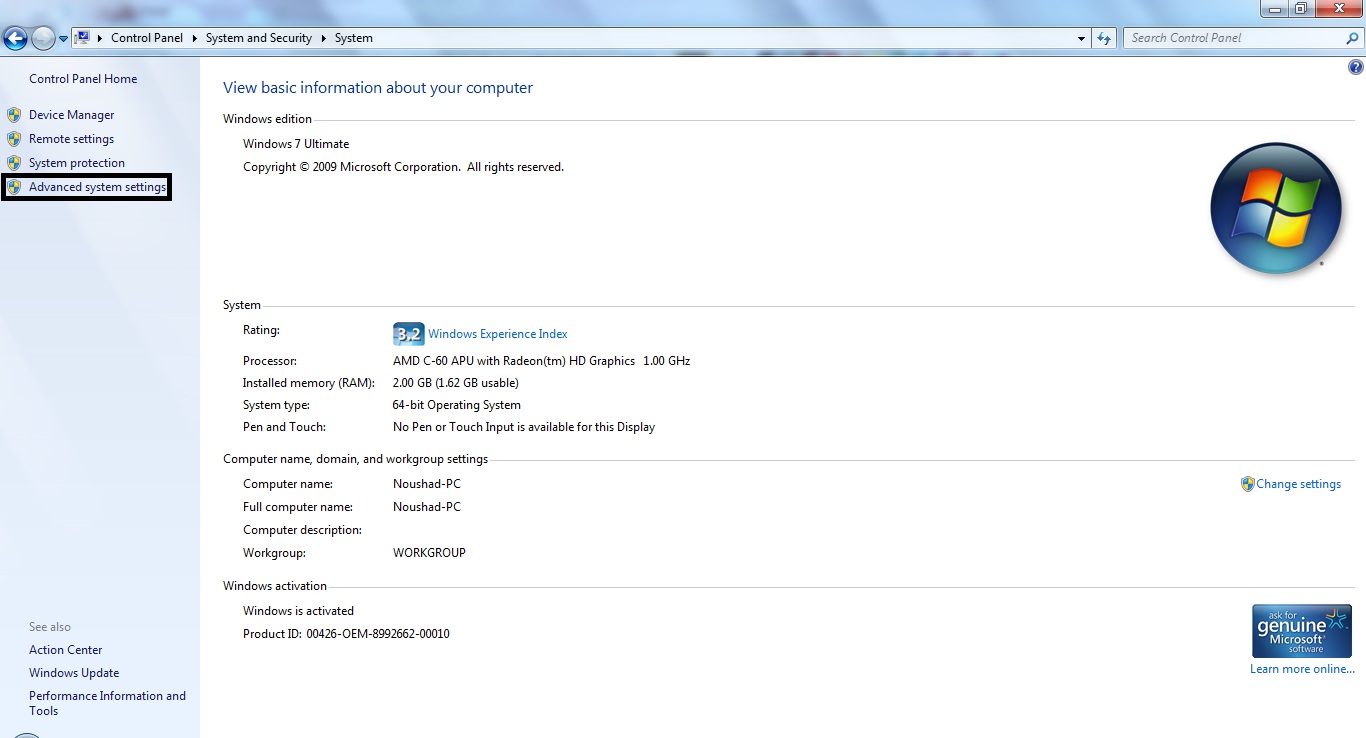 Control Panel System and Security System
Search Control Panel
Control Panel Home
Device Manager
Remote settings
System protection
Advanced system settings
See also
Action Center
Windows Update
Performance Information and
Tools
View basic information about your computer
Windows edition
Windows 7 Ultimate
Copyright © 2009 Microsoft Corporation. All rights reserved.
System
Rating: 3.2 Windows Experience Index
Processor: AMD C-60 APU with Radeon(tm) HD Graphics 1.00 GHz
Installed memory (RAM): 2.00 GB (1.62 GB usable)
System type: 64-bit Operating System
Pen and Touch: No Pen or Touch Input is available for this Display
Computer name, domain, and workgroup settings
Computer name: Noushad-PC
Change settings
Full computer name: Noushad-PC
Computer description:
Workgroup: WORKGROUP
Windows activation
Windows is activated
Product ID: 00426-OEM-8992662-00010
ask for
genuine
Microsoft
software
Learn more online...